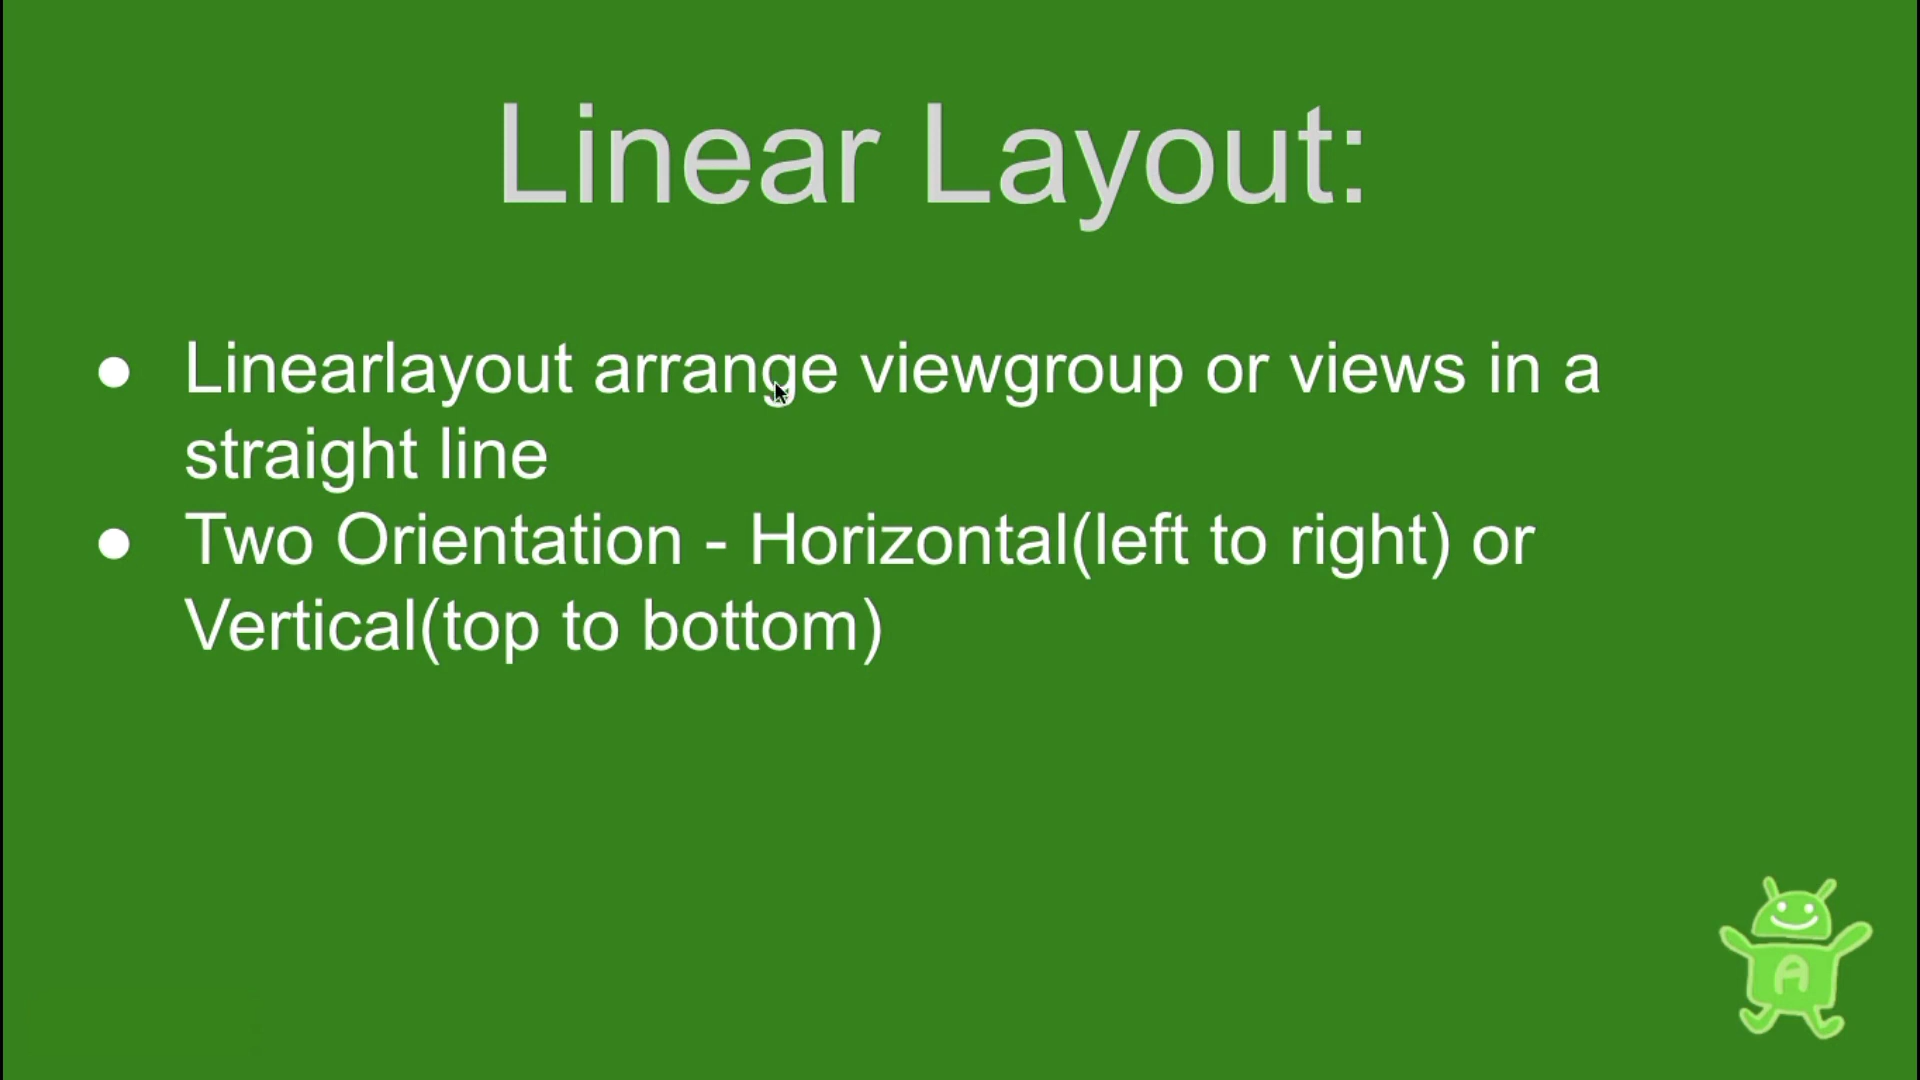 Linear Layout:
● Linearlayout arrange viewgroup or views in a
straight line
● Two Orientation - Horizontal(left to right) or
Vertical(top to bottom)
A